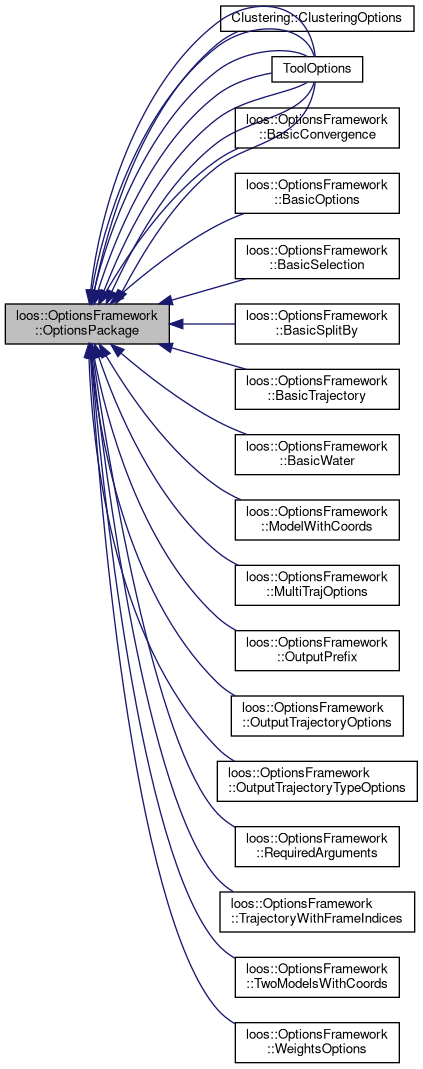 Clustering::ClusteringOptions
ToolOptions
loos::OptionsFramework
::BasicConvergence
loos::OptionsFramework
::BasicOptions
loos::OptionsFramework
::BasicSelection
loos::OptionsFramework
::OptionsPackage
loos::OptionsFramework
::BasicSplitBy
loos::OptionsFramework
::BasicTrajectory
loos::OptionsFramework
::BasicWater
loos::OptionsFramework
::ModelWithCoords
loos::OptionsFramework
::MultiTrajOptions
loos::OptionsFramework
::OutputPrefix
loos::OptionsFramework
::OutputTrajectoryOptions
loos::OptionsFramework
::OutputTrajectoryTypeOptions
loos::OptionsFramework
::RequiredArguments
loos::OptionsFramework
::TrajectoryWithFrameIndices
loos::OptionsFramework
::TwoModelsWithCoords
loos::OptionsFramework
::WeightsOptions